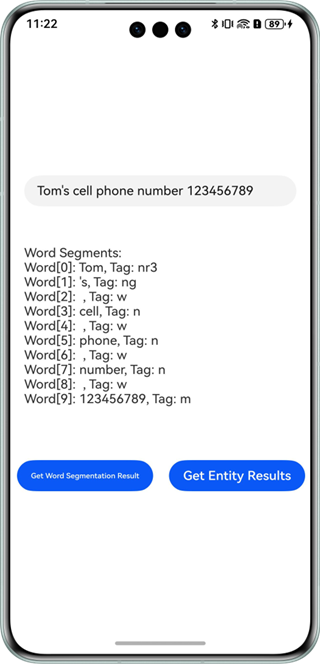 11:22
89
Tom's cell phone number 123456789
Word Segments:
Word[0]: Tom, Tag: nr3
Word[1]: 's, Tag: ng
Word[2]:  , Tag: w
Word[3]: cell, Tag: n
Word[4]:  , Tag: w
Word[5]: phone, Tag: n
Word[6]:  , Tag: w
Word[7]: number, Tag: n
Word[8]:  , Tag: w
Word[9]: 123456789, Tag: m
Get Word Segmentation Result
Get Entity Results